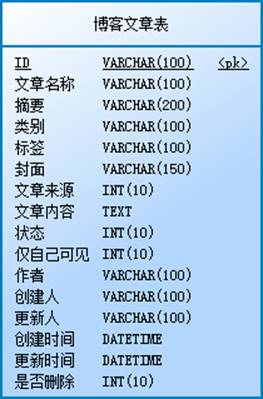 博客文章表
ID VARCHAR(100) <pk>
文章名称 VARCHAR(100)
摘要 VARCHAR(200)
类别 VARCHAR(100)
标签 VARCHAR(100)
封面 VARCHAR(150)
文章来源 INT(10)
文章内容 TEXT
状态 INT(10)
仅自己可见 INT(10)
作者 VARCHAR(100)
创建人 VARCHAR(100)
更新人 VARCHAR(100)
创建时间 DATETIME
更新时间 DATETIME
是否删除 INT(10)